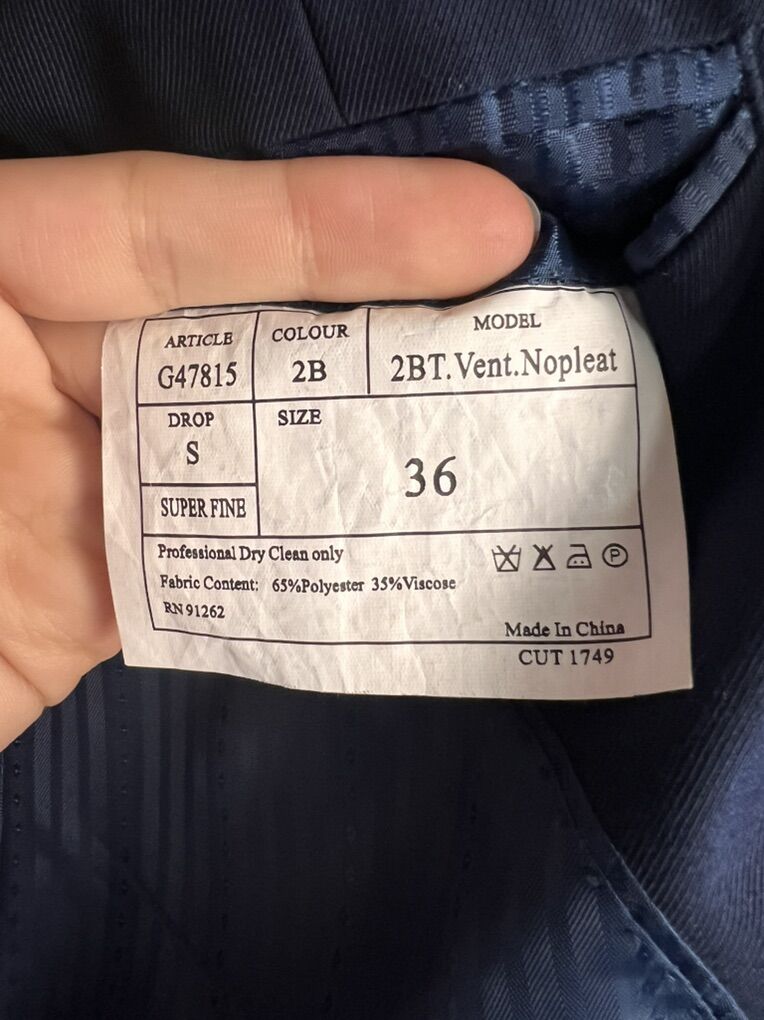 ARTICLE
G47815
COLOUR
2B
MODEL
2BT.Vent.Nopleat
DROP
S
SUPER FINE
SIZE
36
Professional Dry Clean only
Fabric Content: 65%Polyester 35%Viscose
RN 91262
P
Made In China
CUT 1749